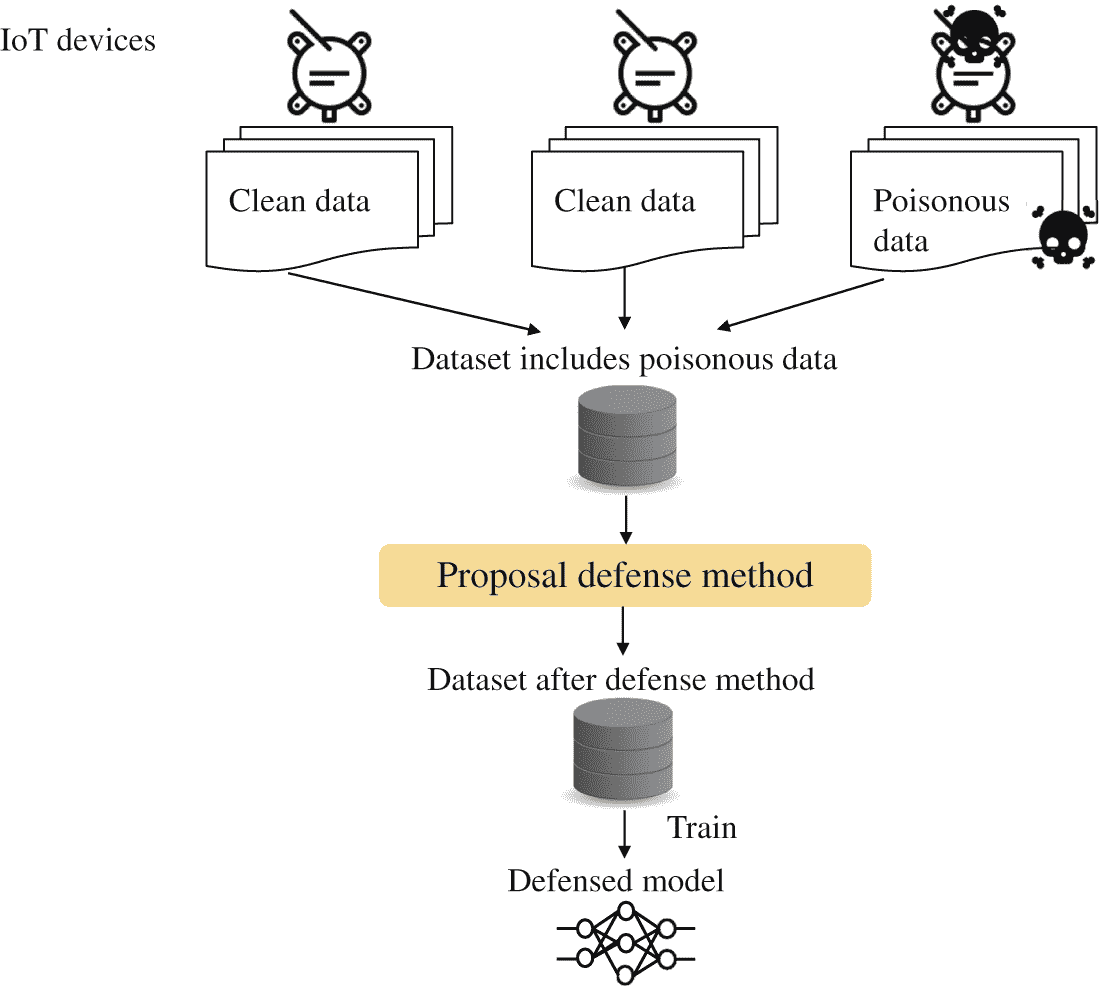 IoT devices
Clean data
Clean data
Poisonous
data
Dataset includes poisonous data
Proposal defense method
Dataset after defense method
Train
Defensed model